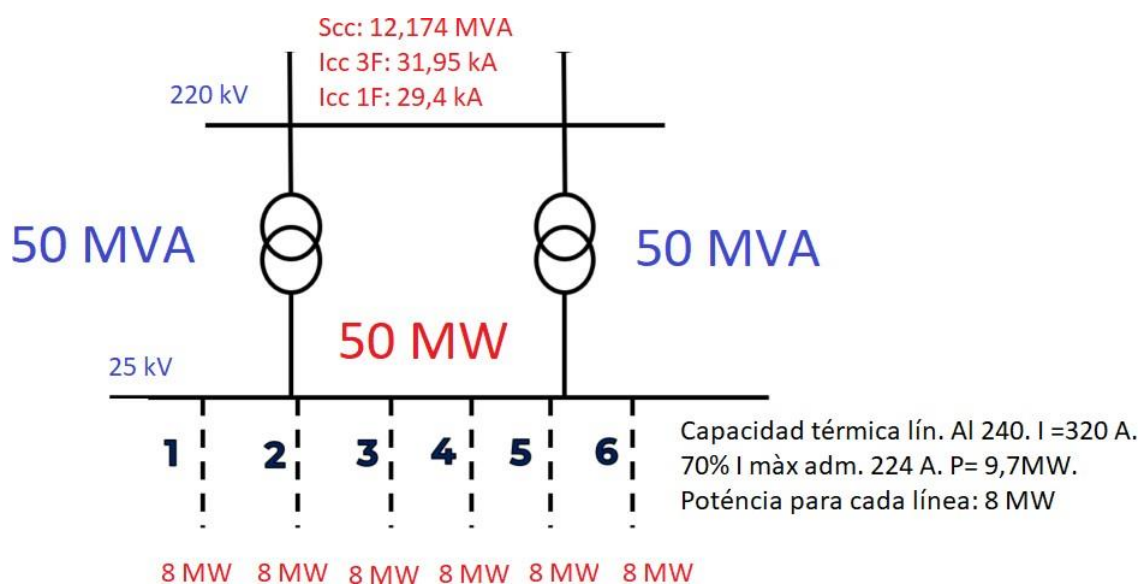 Scc: 12,174 MVA
Icc 3F: 31,95 kA
Icc 1F: 29,4 kA
220 kV
50 MVA
50 MVA
50 MW
25 kV
1 2 3 4 5 6
Capacidad térmica lín. Al 240. I =320 A.
70% I màx adm. 224 A. P= 9,7MW.
Poténcia para cada línea: 8 MW
8 MW 8 MW 8 MW 8 MW 8 MW 8 MW